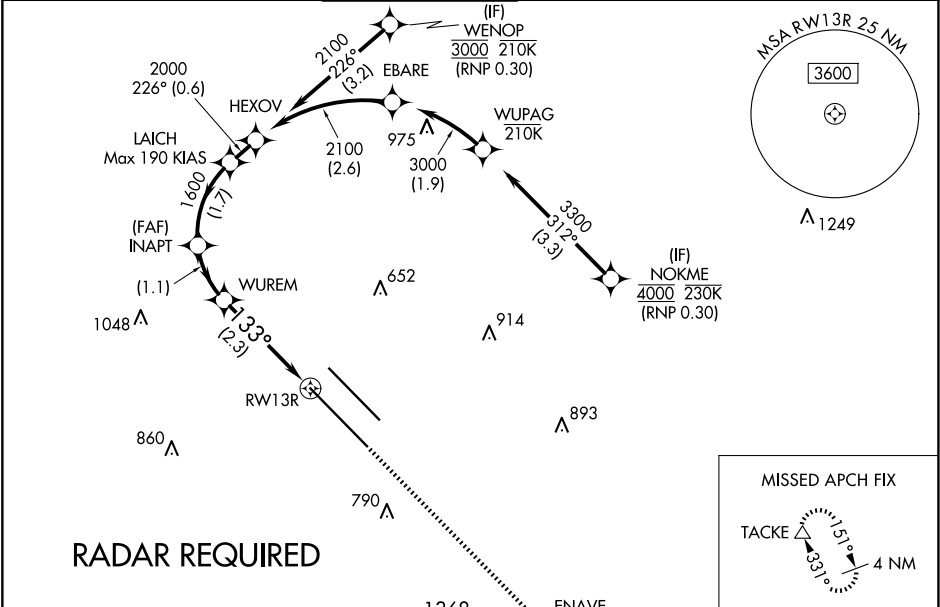 (IF)
WENOP
3000 210K
(RNP 0.30)
2100
226°
(3.2)
2000
226° (0.6)
HEXOV
EBARE
LAICH
Max 190 KIAS
2100
(2.6)
975
3000
(1.9)
WUPAG
210K
1600
(1.7)
(FAF)
INAPT
(1.1)
WUREM
3300
312°
(3.3)
(IF)
NOKME
4000 230K
(RNP 0.30)
652
1048
914
133°
(2.3)
RW13R
893
860
790
RADAR REQUIRED
MSA RW13R 25 NM
3600
1249
MISSED APCH FIX
TACKE
151°
331°
4 NM